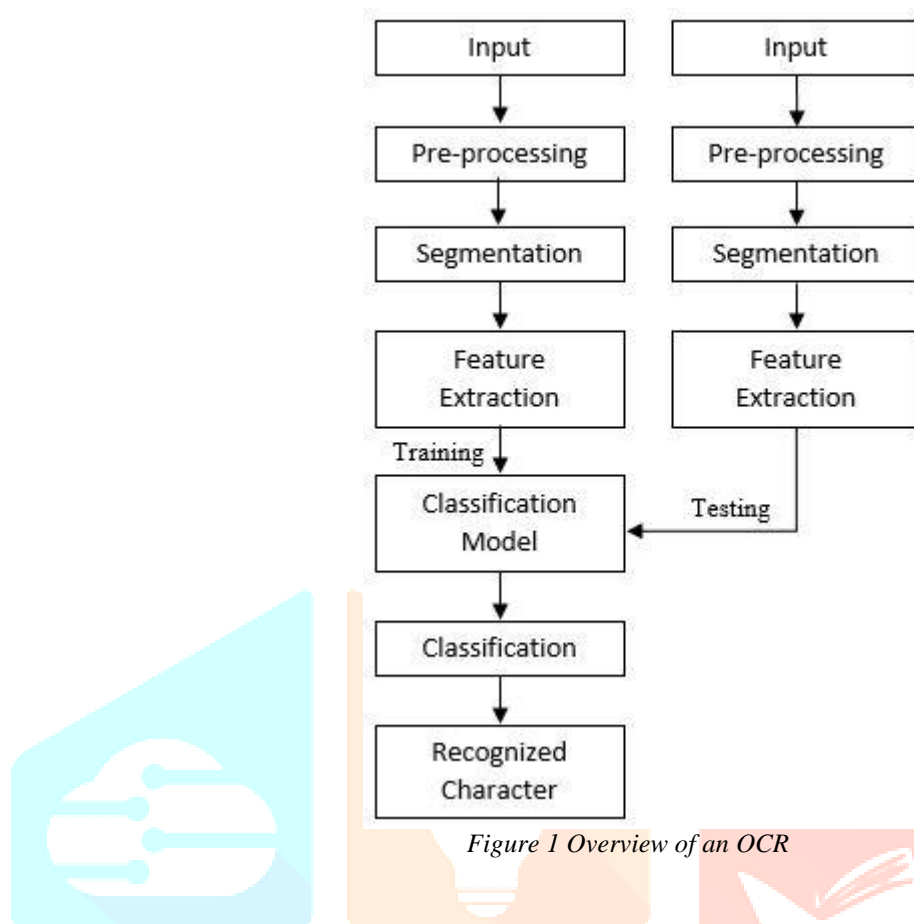 Input
Pre-processing
Segmentation
Feature
Extraction
Training
Input
Pre-processing
Segmentation
Feature
Extraction
Testing
Classification
Model
Classification
Recognized
Character
Figure 1 Overview of an OCR